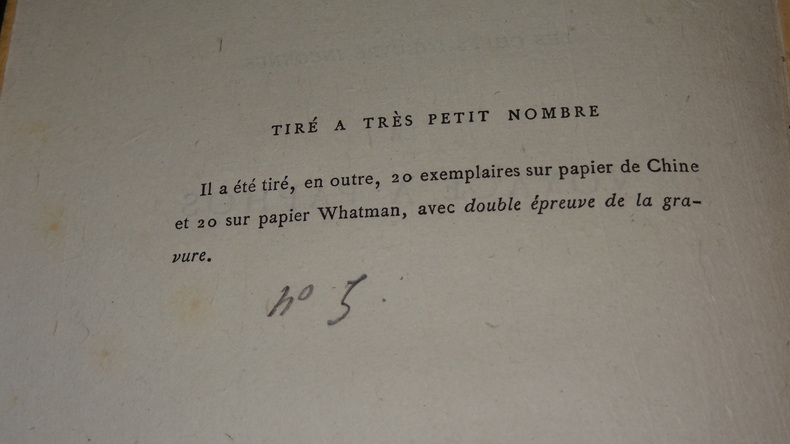 TIRÉ A TRÈS PETIT NOMBRE
Il a été tiré, en outre, 20 exemplaires sur papier de Chine
et 20 sur papier Whatman, avec double épreuve de la gra-
vure.
nº 5.